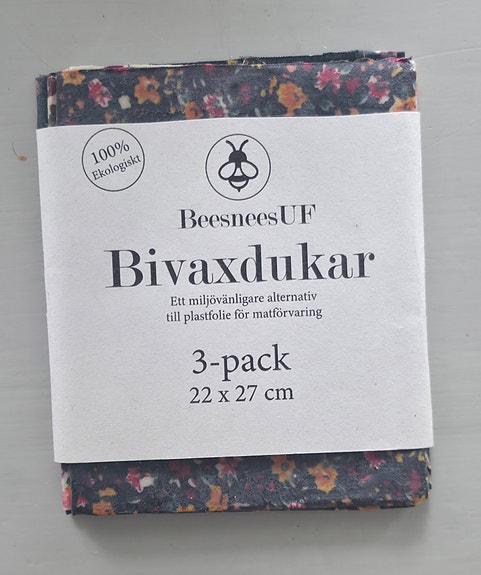 100%
Ekologiskt
BeesneesUF
Bivaxdukar
Ett miljövänligare alternativ
till plastfolie för matförvaring
3-pack
22 x 27 cm